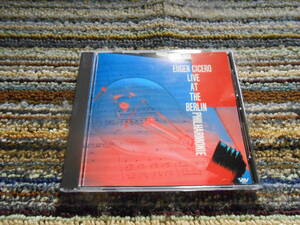 EUGEN CICERO
LIVE
AT
THE
BERLIN
PHILHARMONIE